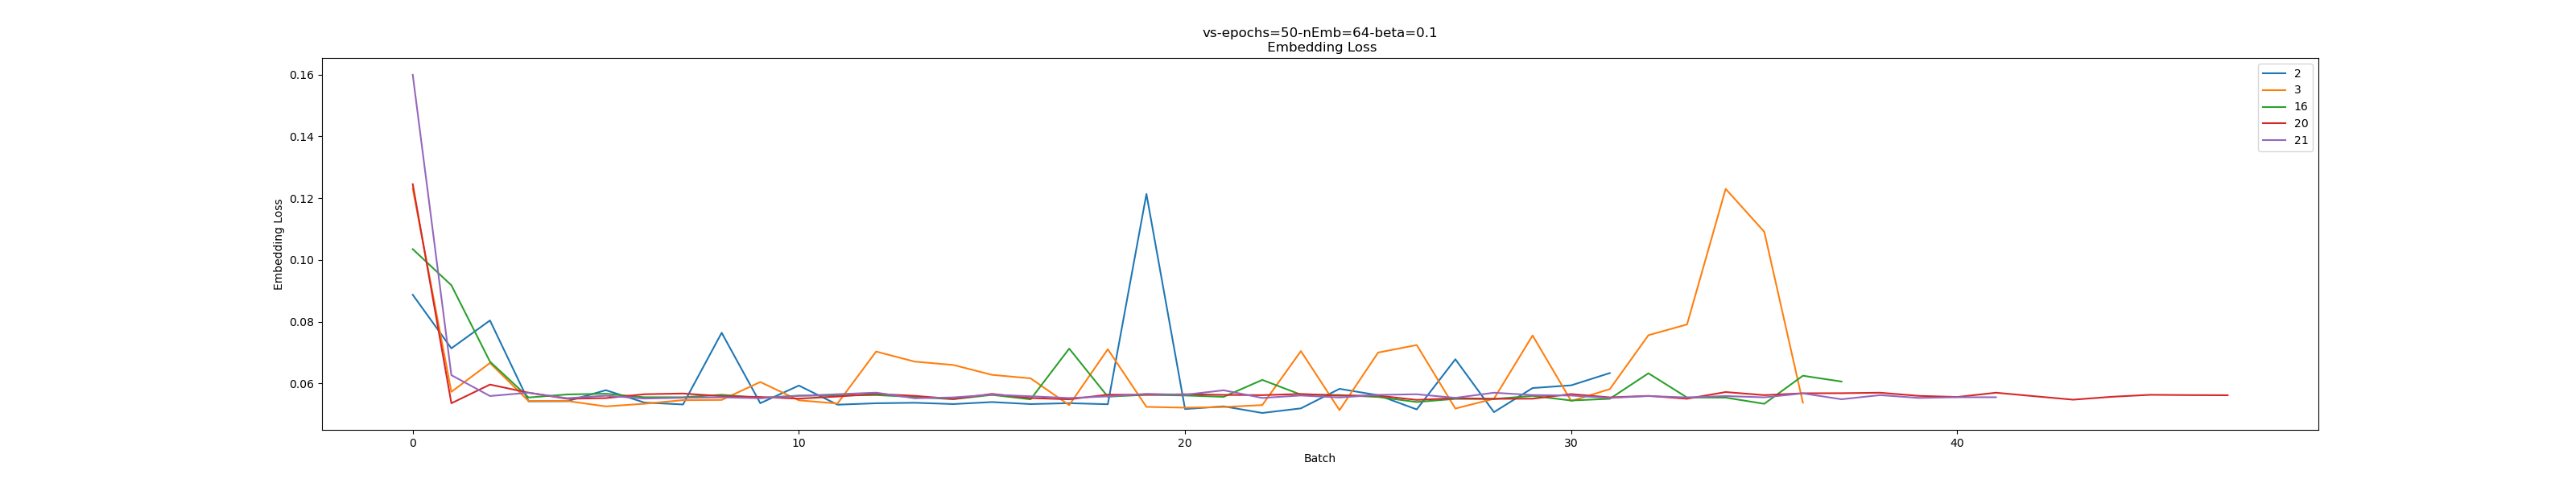 vs-epochs=50-nEmb=64-beta=0.1
Embedding Loss
0.16
0.14
0.12
0.10
0.08
0.06
Embedding Loss
0 10 20 30 40
Batch
2
3
16
20
21